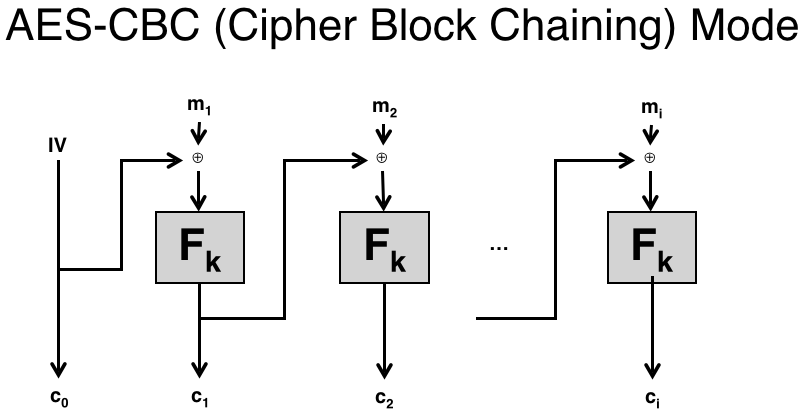 AES-CBC (Cipher Block Chaining) Mode
m1 m2 mi
IV
⊕ ⊕ ⊕
Fk Fk ... Fk
c0 c1 c2 ci